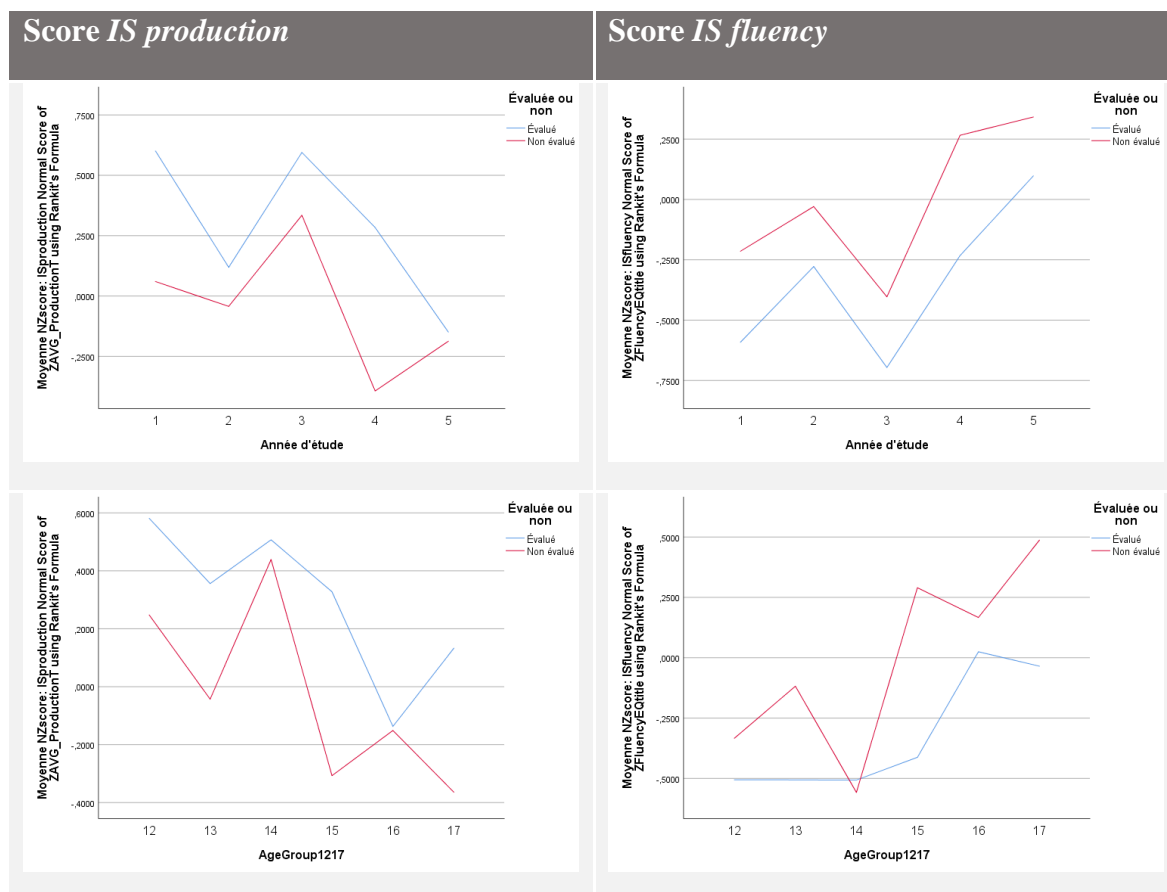 Score IS production
Score IS fluency
Évaluée ou
non
Évalué
Non évalué
Moyenne NZscore: ISproduction Normal Score of
ZAVG_ProductionT using Rankit's Formula
,7500
,5000
,2500
,0000
-,2500
1 2 3 4 5
Année d'étude
Évaluée ou
non
Évalué
Non évalué
Moyenne NZscore: ISfluency Normal Score of
ZFluencyEQtitle using Rankit's Formula
,2500
,0000
-,2500
-,5000
-,7500
1 2 3 4 5
Année d'étude
Évaluée ou
non
Évalué
Non évalué
Moyenne NZscore: ISproduction Normal Score of
ZAVG_ProductionT using Rankit's Formula
,6000
,4000
,2000
,0000
-,2000
-,4000
12 13 14 15 16 17
AgeGroup1217
Évaluée ou
non
Évalué
Non évalué
Moyenne NZscore: ISfluency Normal Score of
ZFluencyEQtitle using Rankit's Formula
,5000
,2500
,0000
-,2500
-,5000
12 13 14 15 16 17
AgeGroup1217